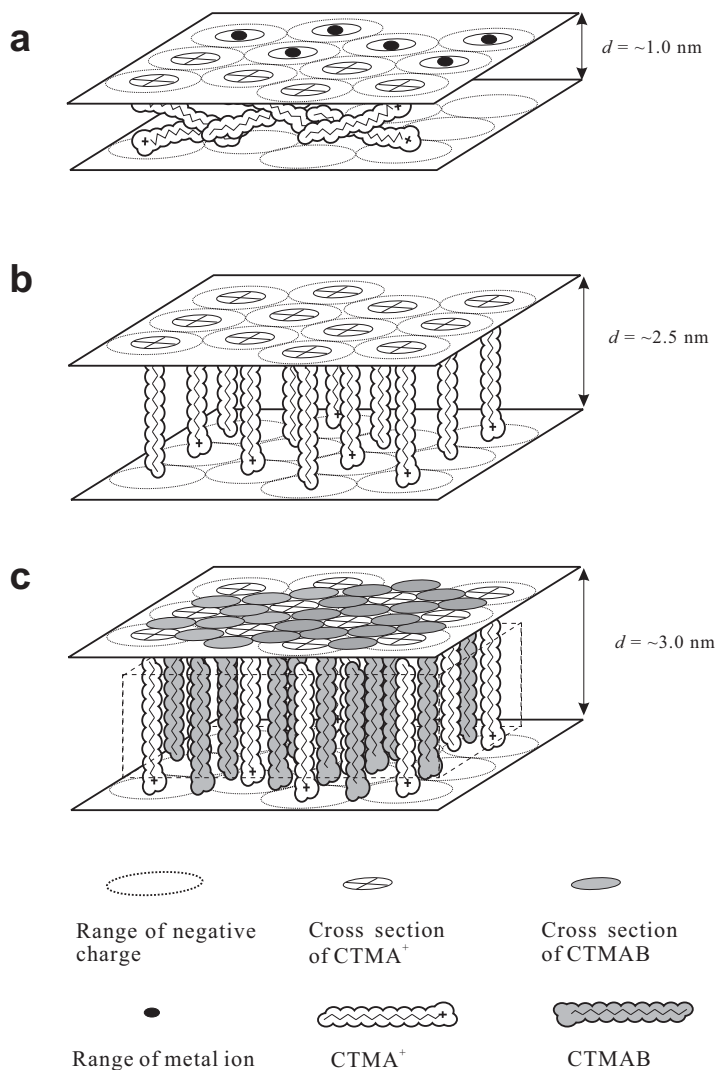 a
d = ~1.0 nm
b
d = ~2.5 nm
c
d = ~3.0 nm
Range of negative
charge
Cross section
of CTMA+
Cross section
of CTMAB
Range of metal ion
CTMA+
CTMAB